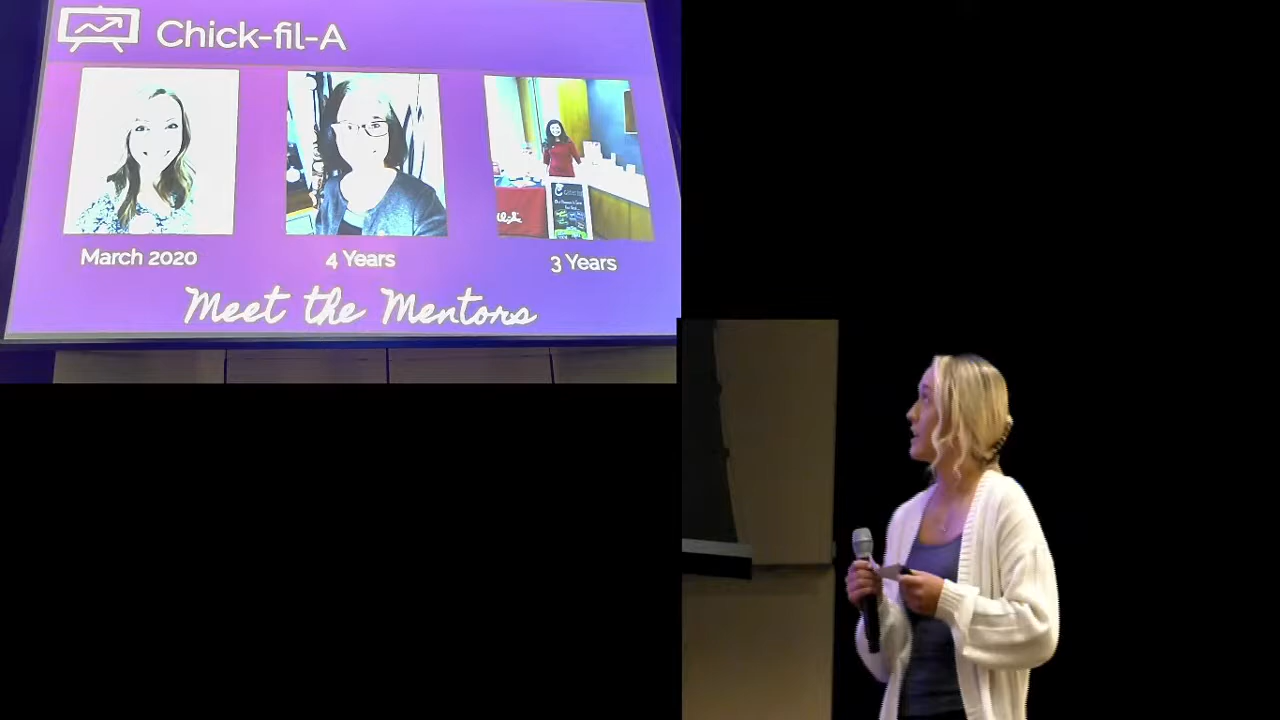 Chick-fil-A
March 2020
4 Years
3 Years
Meet the Mentors